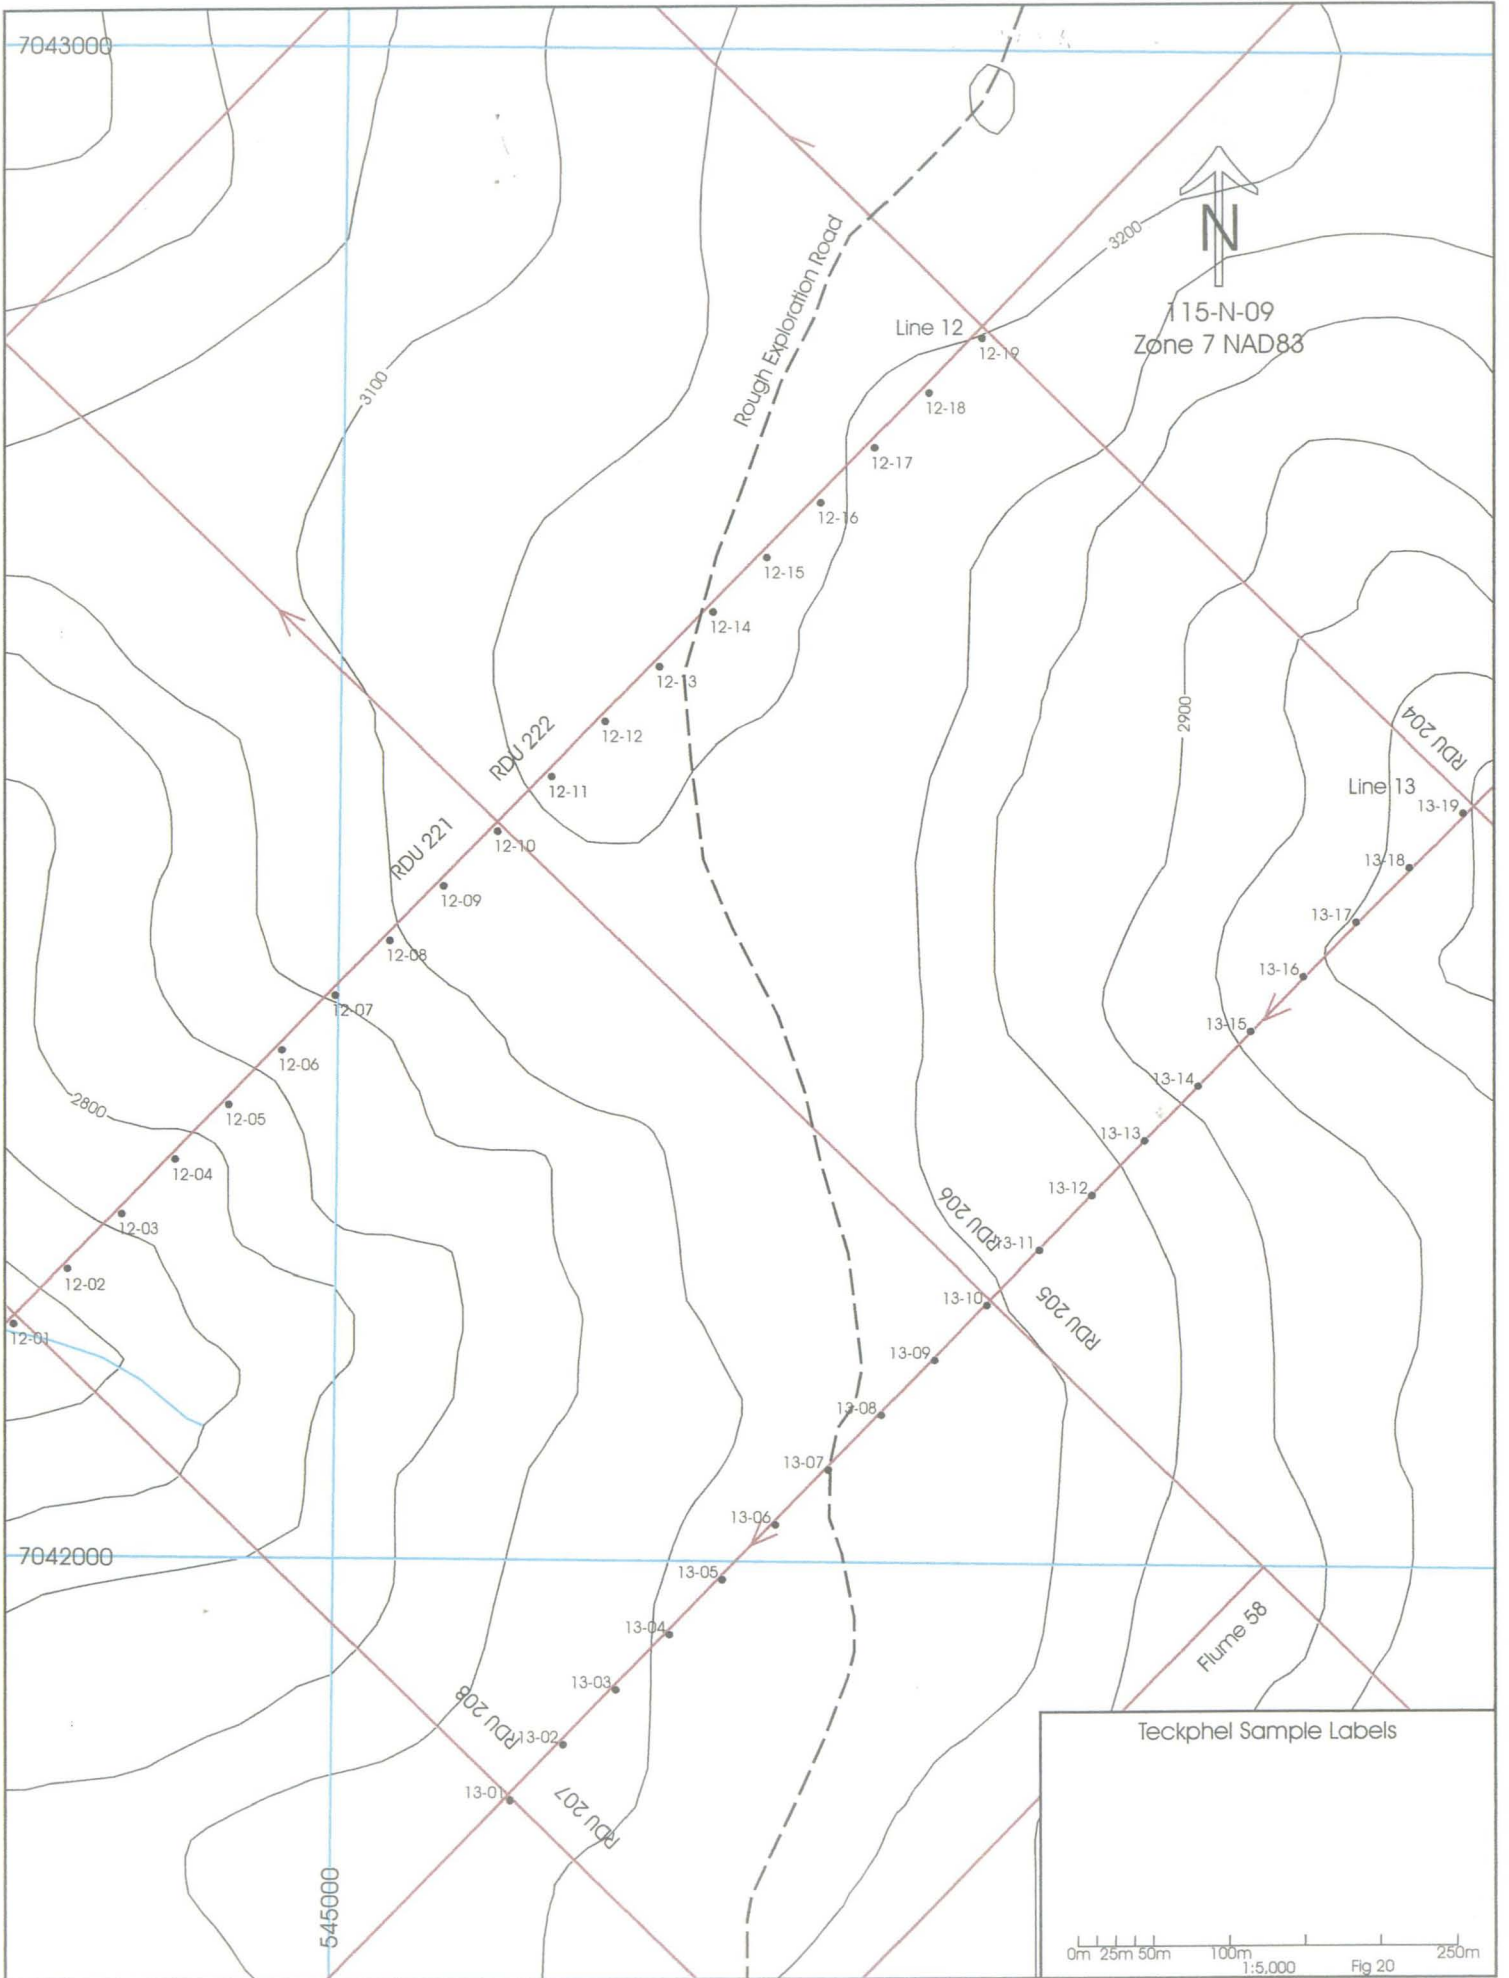 7043000
Rough Exploration Road
3200
N
115-N-09
Zone 7 NAD83
Line 12
12-19
3100
12-18
12-17
12-16
12-15
12-14
12-13
2900
RDU 204
12-12
RDU 222
12-11
Line 13
13-19
RDU 221
12-10
13-18
12-09
13-17
12-08
13-16
12-07
13-15
12-06
13-14
2800
12-05
13-13
12-04
13-12
12-03
RDU 206
13-11
12-02
13-10
RDU 205
12-01
13-09
13-08
13-07
13-06
7042000
13-05
13-04
Flume 58
13-03
RDU 208
13-02
13-01
RDU 207
545000
Teckphel Sample Labels
0m 25m 50m 100m 250m
1:5,000
Fig 20